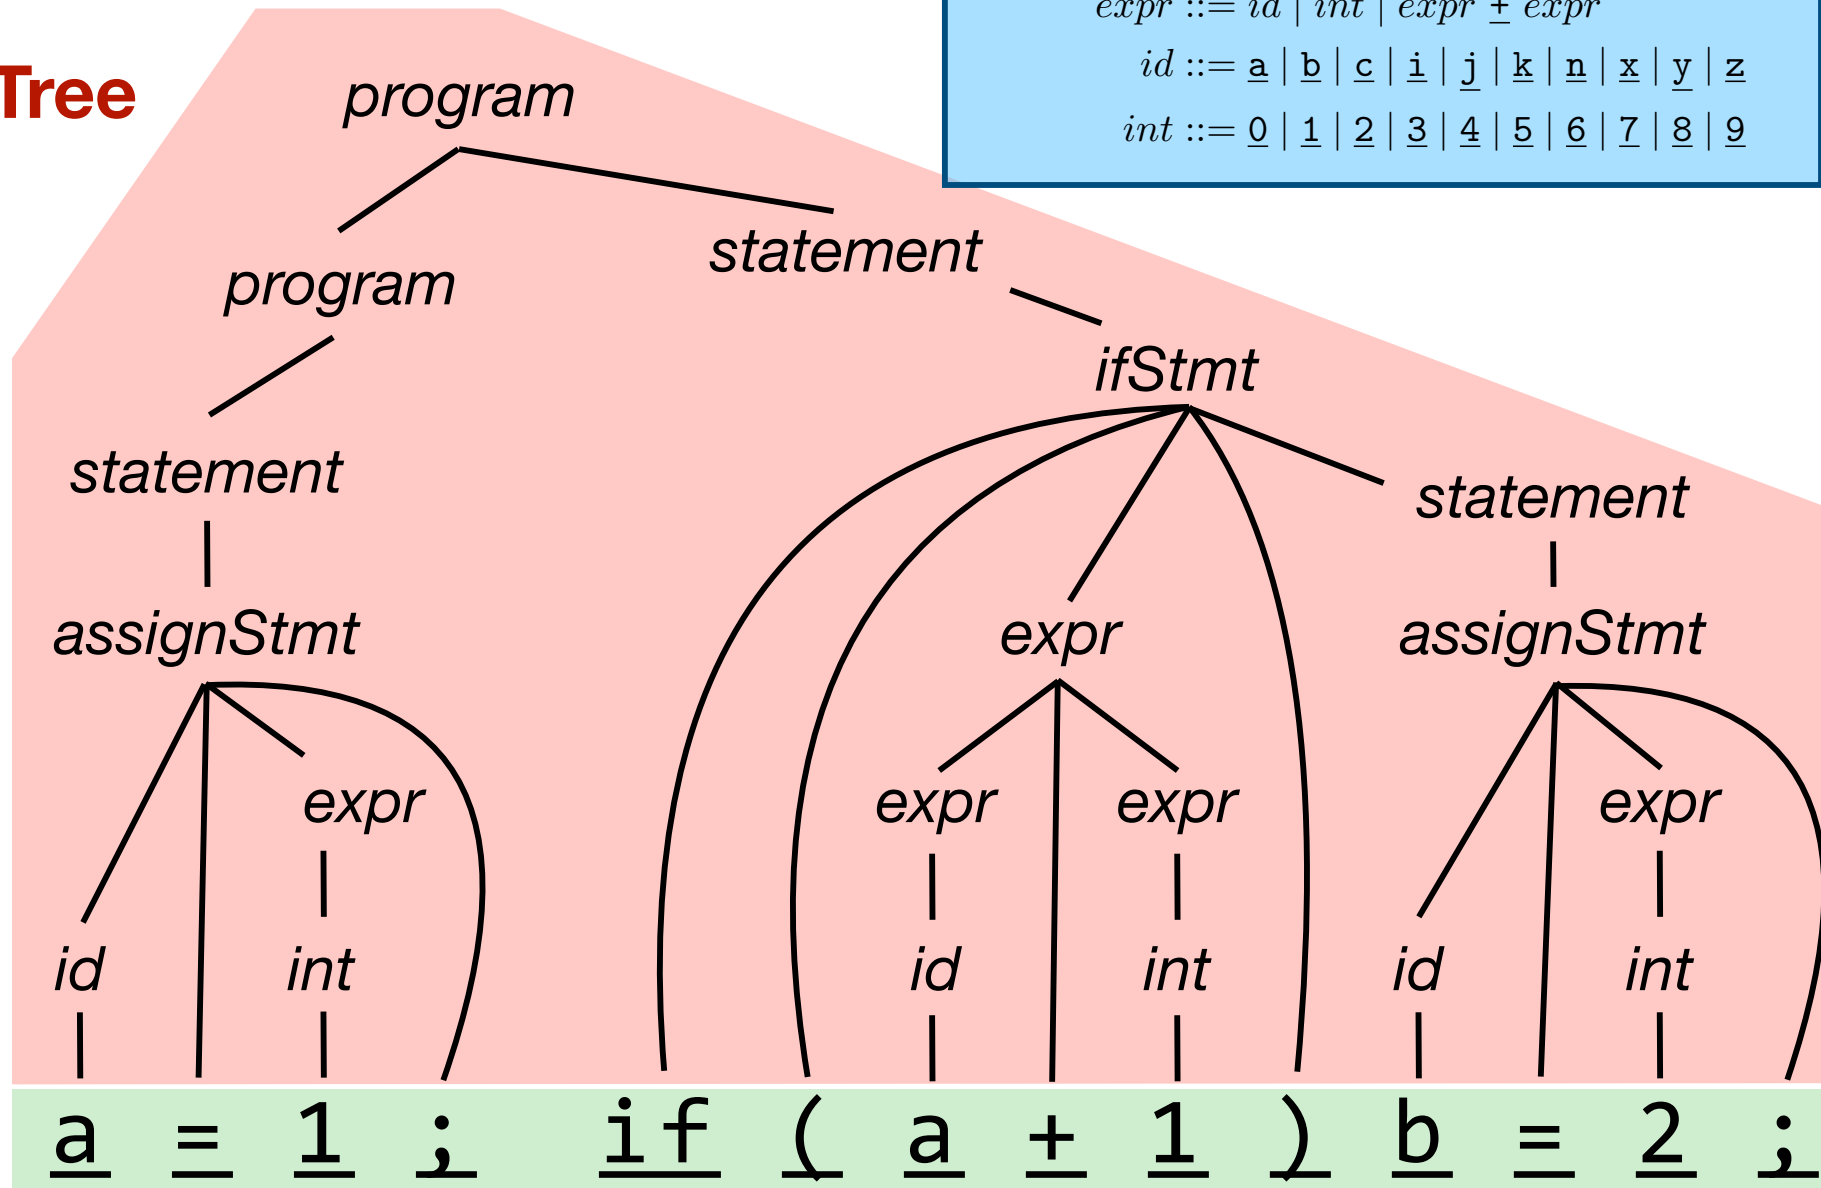 expr ::= id | int | expr + expr
id ::= a | b | c | i | j | k | n | x | y | z
int ::= 0 | 1 | 2 | 3 | 4 | 5 | 6 | 7 | 8 | 9
Tree
program
program statement
ifStmt
statement statement
assignStmt expr assignStmt
expr expr expr expr
id int id int id int
a = 1 ; if ( a + 1 ) b = 2 ;